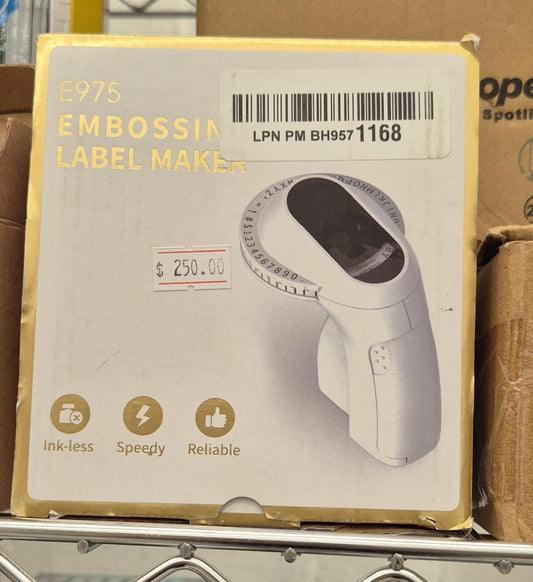 E975
EMBOSSIN
LABEL MAKER
LPN PM BH957 1168
$ 250.00
Ink-less
Speedy
Reliable
ope
Spotli